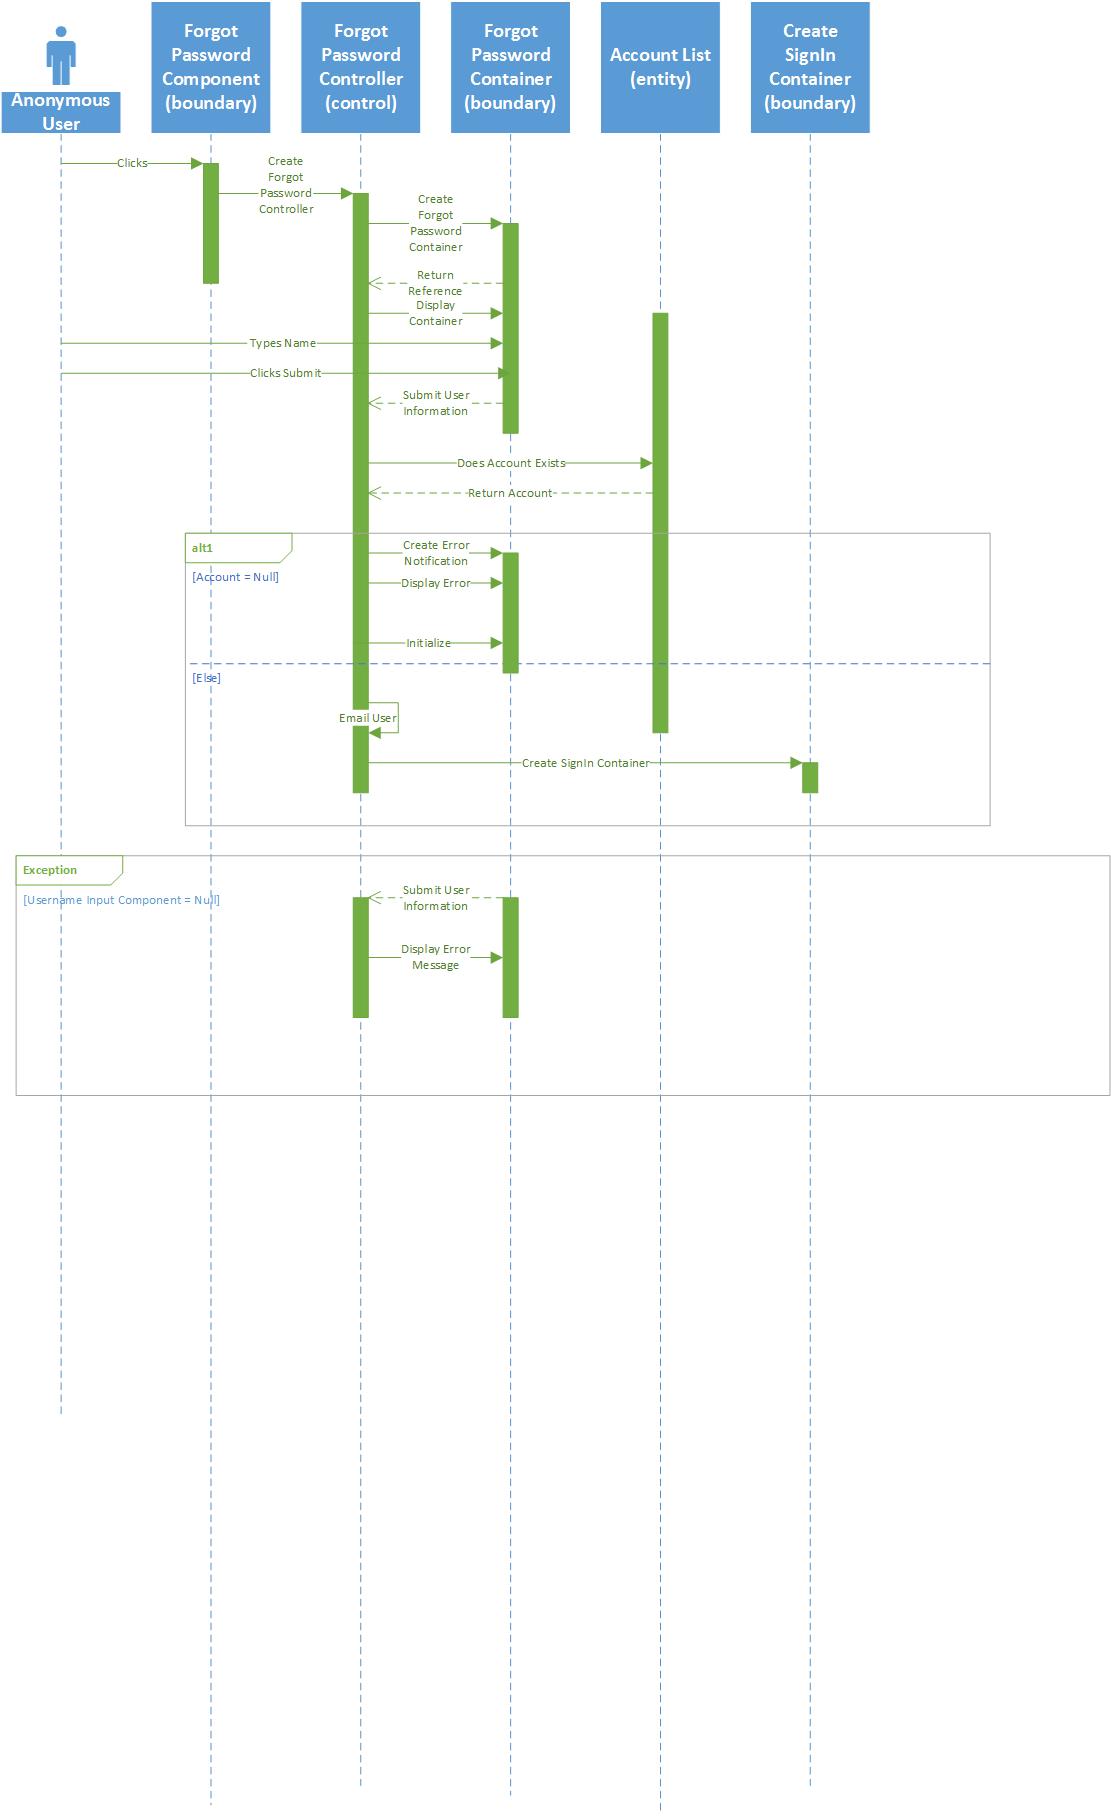 Anonymous
User
Forgot
Password
Component
(boundary)
Forgot
Password
Controller
(control)
Forgot
Password
Container
(boundary)
Account List
(entity)
Create
SignIn
Container
(boundary)
Clicks
Create
Forgot
Password
Controller
Create
Forgot
Password
Container
Return
Reference
Display
Container
Types Name
Clicks Submit
Submit User
Information
Does Account Exists
Return Account
alt1
[Account = Null]
Create Error
Notification
Display Error
Initialize
[Else]
Email User
Create SignIn Container
Exception
[Username Input Component = Null]
Submit User
Information
Display Error
Message